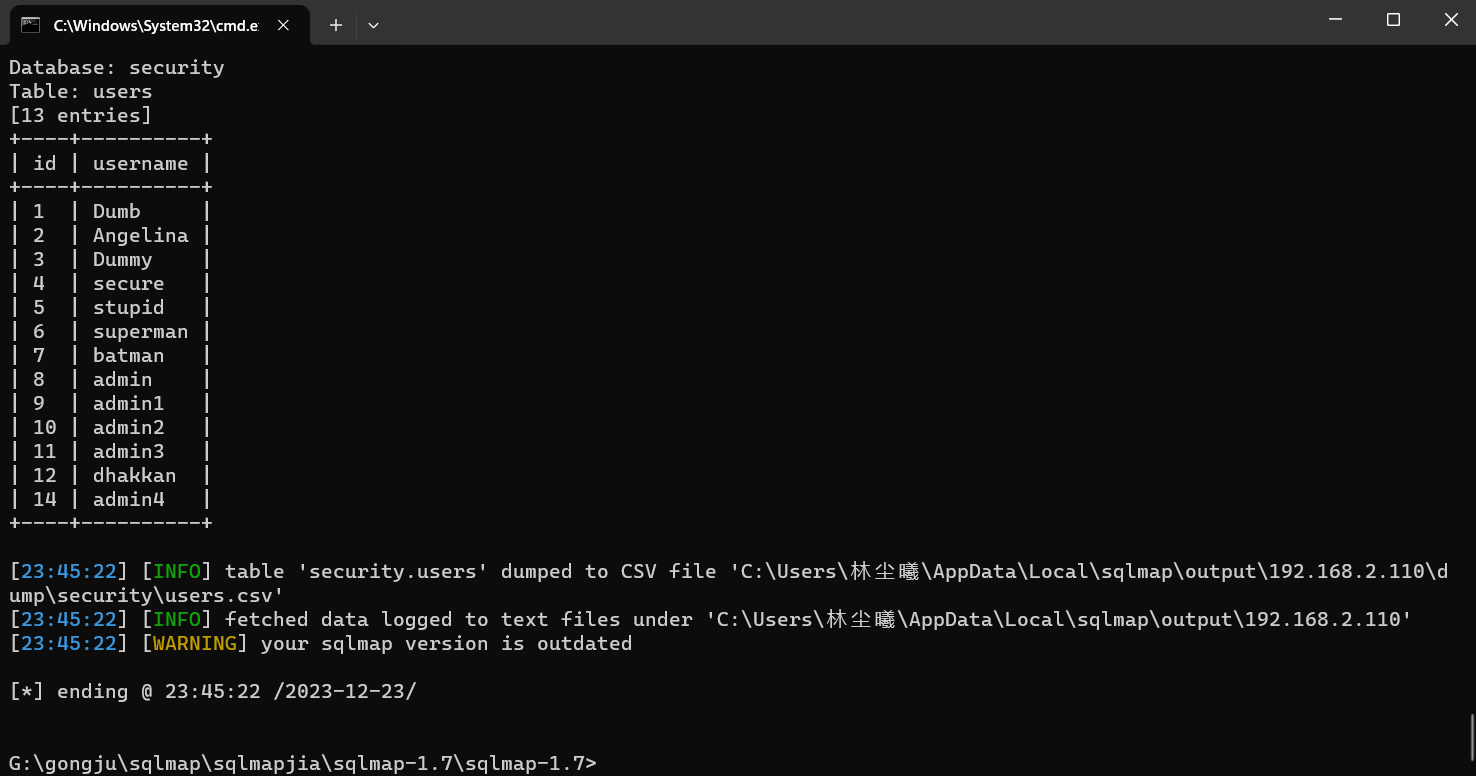 C:\Windows\System32\cmd.e
Database: security
Table: users
[13 entries]
+----+----------+
| id | username |
+----+----------+
| 1  | Dumb     |
| 2  | Angelina |
| 3  | Dummy    |
| 4  | secure   |
| 5  | stupid   |
| 6  | superman |
| 7  | batman   |
| 8  | admin    |
| 9  | admin1   |
| 10 | admin2   |
| 11 | admin3   |
| 12 | dhakkan  |
| 14 | admin4   |
+----+----------+
[23:45:22] [INFO] table 'security.users' dumped to CSV file 'C:\Users\林尘曦\AppData\Local\sqlmap\output\192.168.2.110\d
ump\security\users.csv'
[23:45:22] [INFO] fetched data logged to text files under 'C:\Users\林尘曦\AppData\Local\sqlmap\output\192.168.2.110'
[23:45:22] [WARNING] your sqlmap version is outdated
[*] ending @ 23:45:22 /2023-12-23/
G:\gongju\sqlmap\sqlmapjia\sqlmap-1.7\sqlmap-1.7>